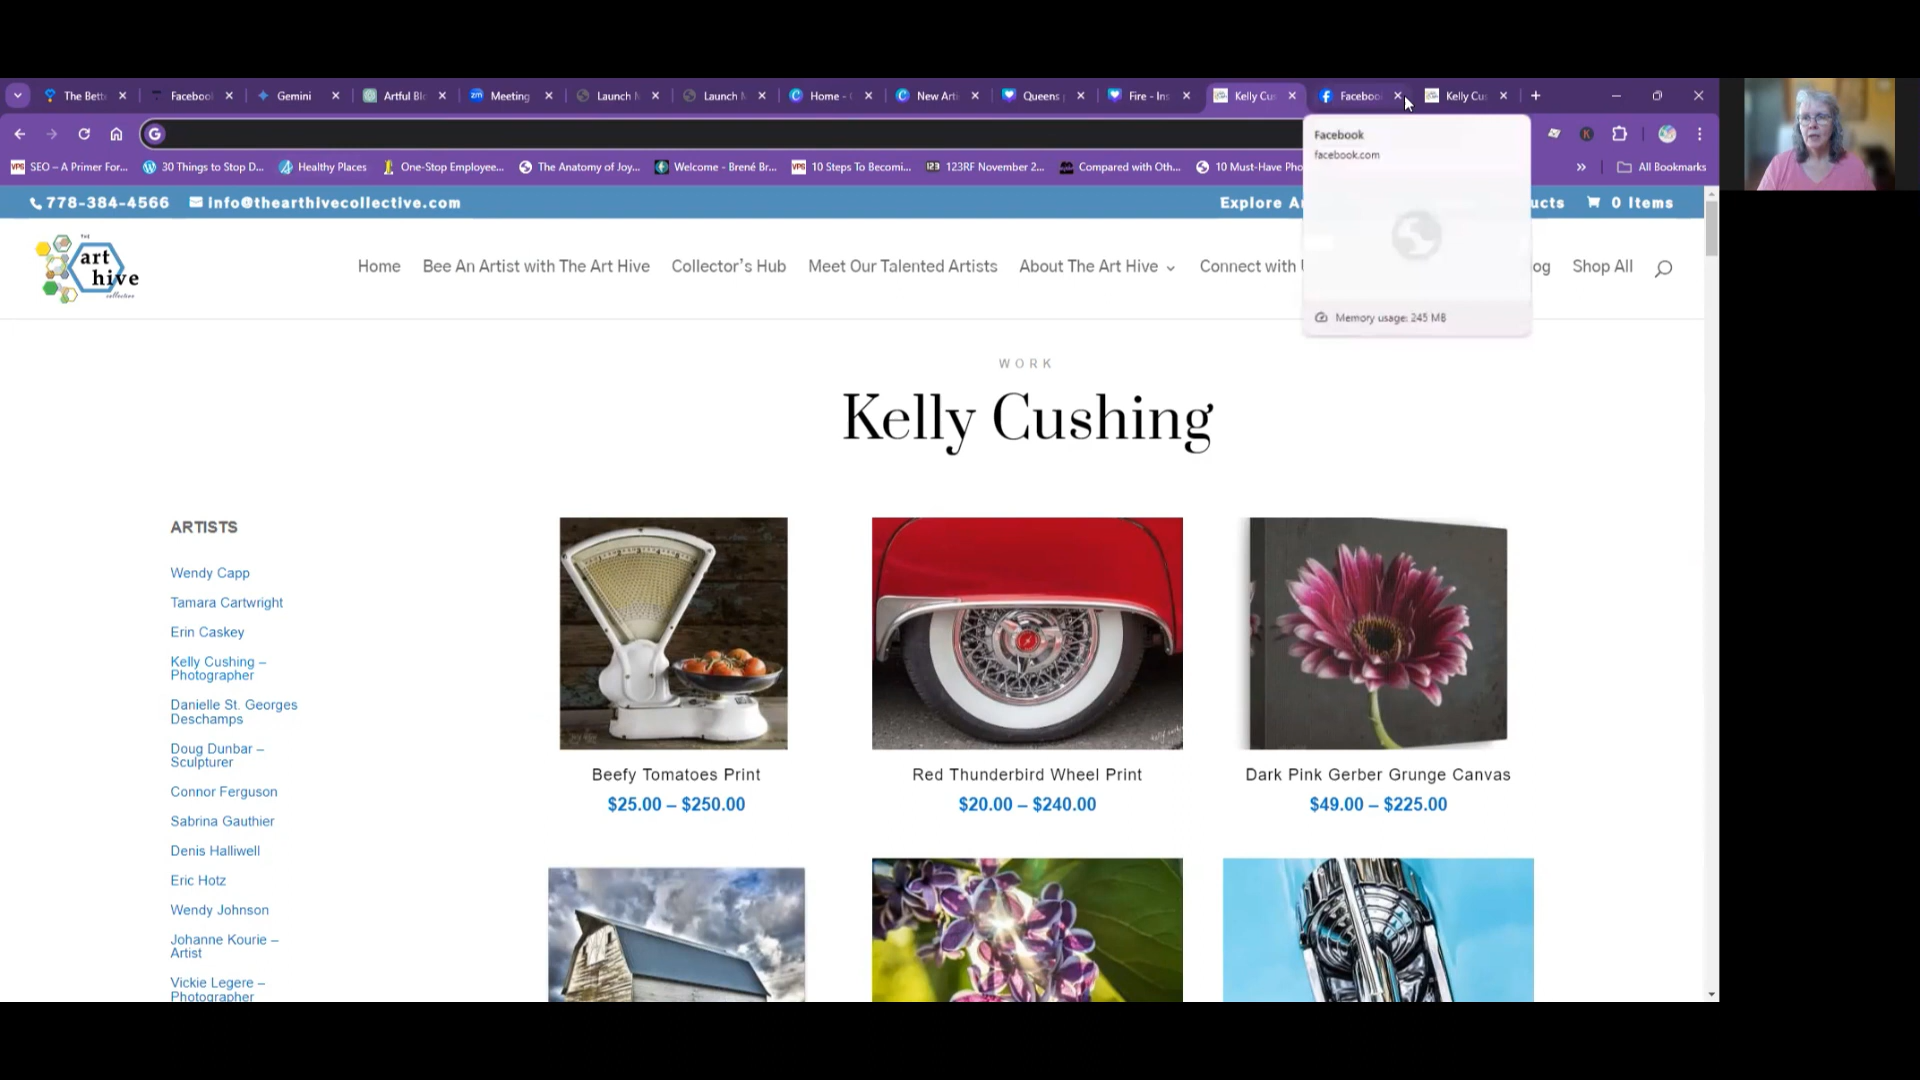 The Bett
Facebool
Gemini
Artful Bl
Meeting
Launch
Launch
Home -
New Arti
Queens
Fire - Ins
Kelly Cus
Faceboo
Kelly Cus
SEO – A Primer For...
30 Things to Stop D...
Healthy Places
One-Stop Employee...
The Anatomy of Joy...
Welcome - Brené Br...
10 Steps To Becomi...
123RF November 2...
Compared with Oth...
10 Must-Have Pho
All Bookmarks
Facebook
facebook.com
Memory usage: 245 MB
778-384-4566
info@thearthivecollective.com
Explore A
ucts
0 Items
THE
art
hive
collective
Home
Bee An Artist with The Art Hive
Collector's Hub
Meet Our Talented Artists
About The Art Hive
Connect with
og
Shop All
WORK
Kelly Cushing
ARTISTS
Wendy Capp
Tamara Cartwright
Erin Caskey
Kelly Cushing –
Photographer
Danielle St. Georges
Deschamps
Doug Dunbar –
Sculpturer
Connor Ferguson
Sabrina Gauthier
Denis Halliwell
Eric Hotz
Wendy Johnson
Johanne Kourie –
Artist
Vickie Legere –
Photographer
Beefy Tomatoes Print
$25.00 – $250.00
Red Thunderbird Wheel Print
$20.00 – $240.00
Dark Pink Gerber Grunge Canvas
$49.00 – $225.00